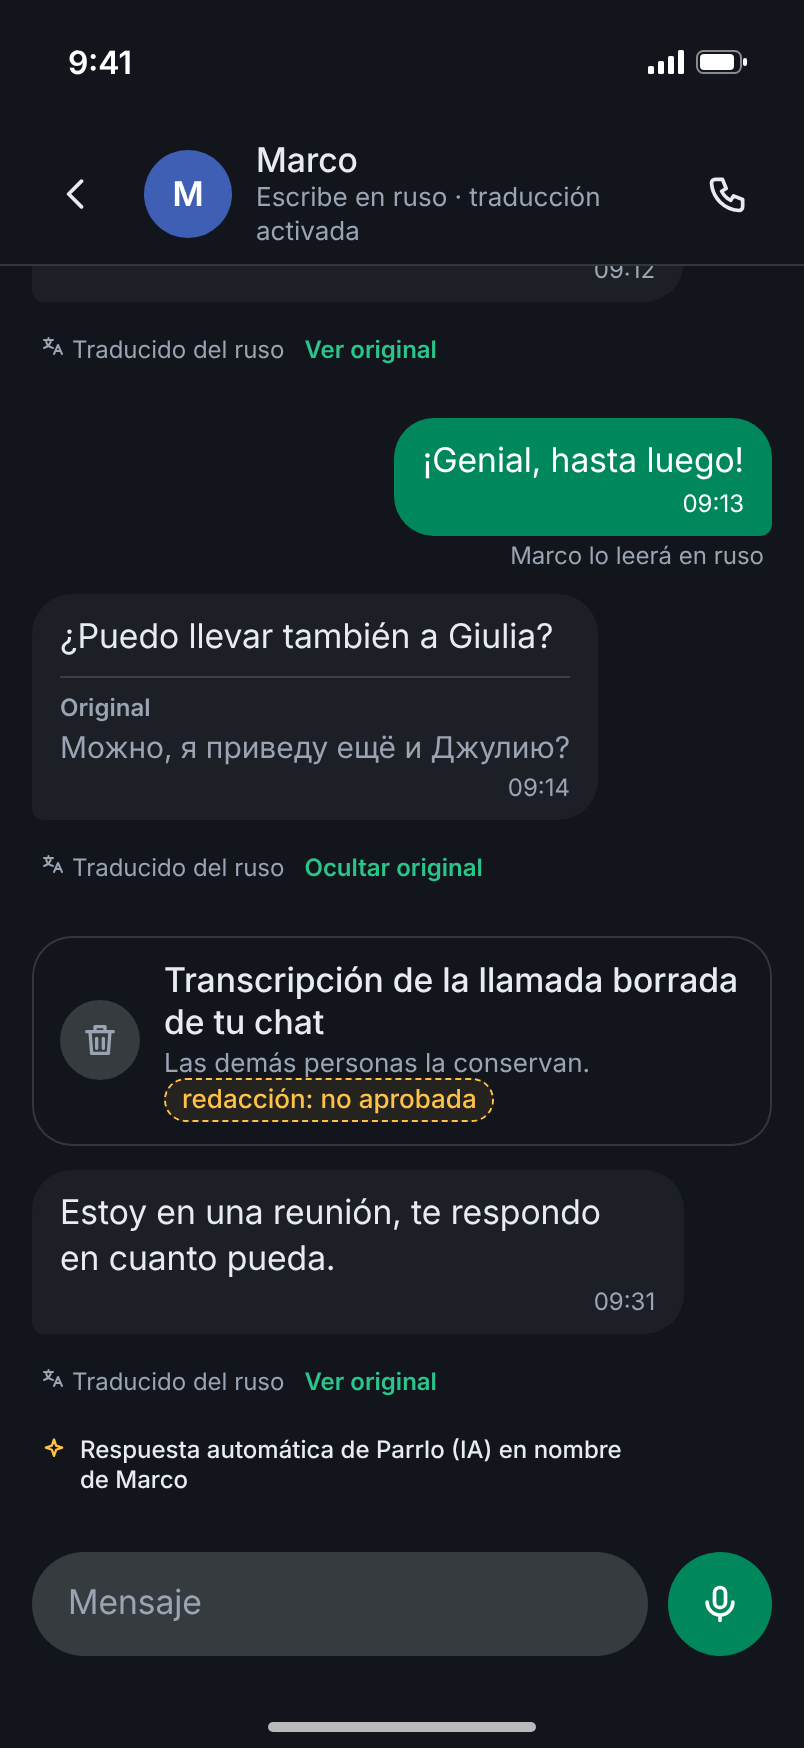 9:41
M
Marco
Escribe en ruso · traducción
activada
09:12
Traducido del ruso Ver original
¡Genial, hasta luego!
09:13
Marco lo leerá en ruso
¿Puedo llevar también a Giulia?
Original
Можно, я приведу ещё и Джулию?
09:14
Traducido del ruso Ocultar original
Transcripción de la llamada borrada
de tu chat
Las demás personas la conservan.
redacción: no aprobada
Estoy en una reunión, te respondo
en cuanto pueda.
09:31
Traducido del ruso Ver original
Respuesta automática de Parrlo (IA) en nombre
de Marco
Mensaje